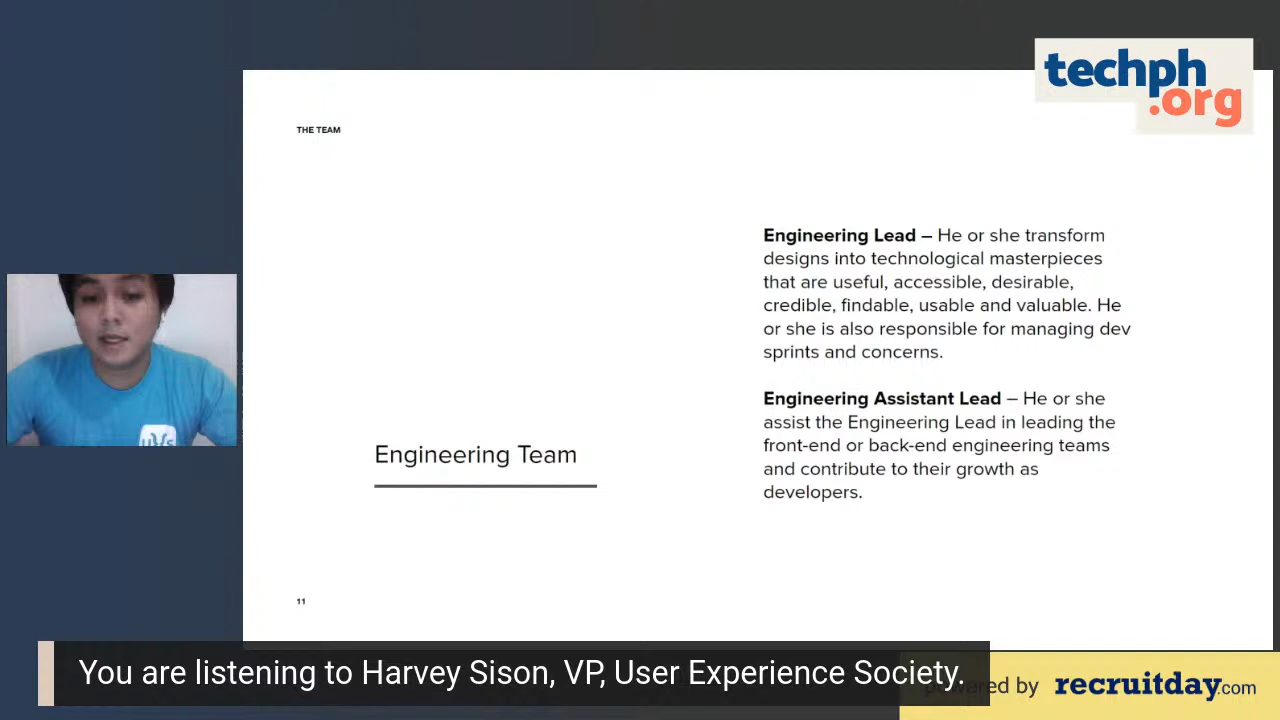 techph
.org
THE TEAM
Engineering Lead – He or she transform
designs into technological masterpieces
that are useful, accessible, desirable,
credible, findable, usable and valuable. He
or she is also responsible for managing dev
sprints and concerns.
Engineering Assistant Lead – He or she
assist the Engineering Lead in leading the
front-end or back-end engineering teams
and contribute to their growth as
developers.
Engineering Team
11
You are listening to Harvey Sison, VP, User Experience Society.
powered by recruitday.com